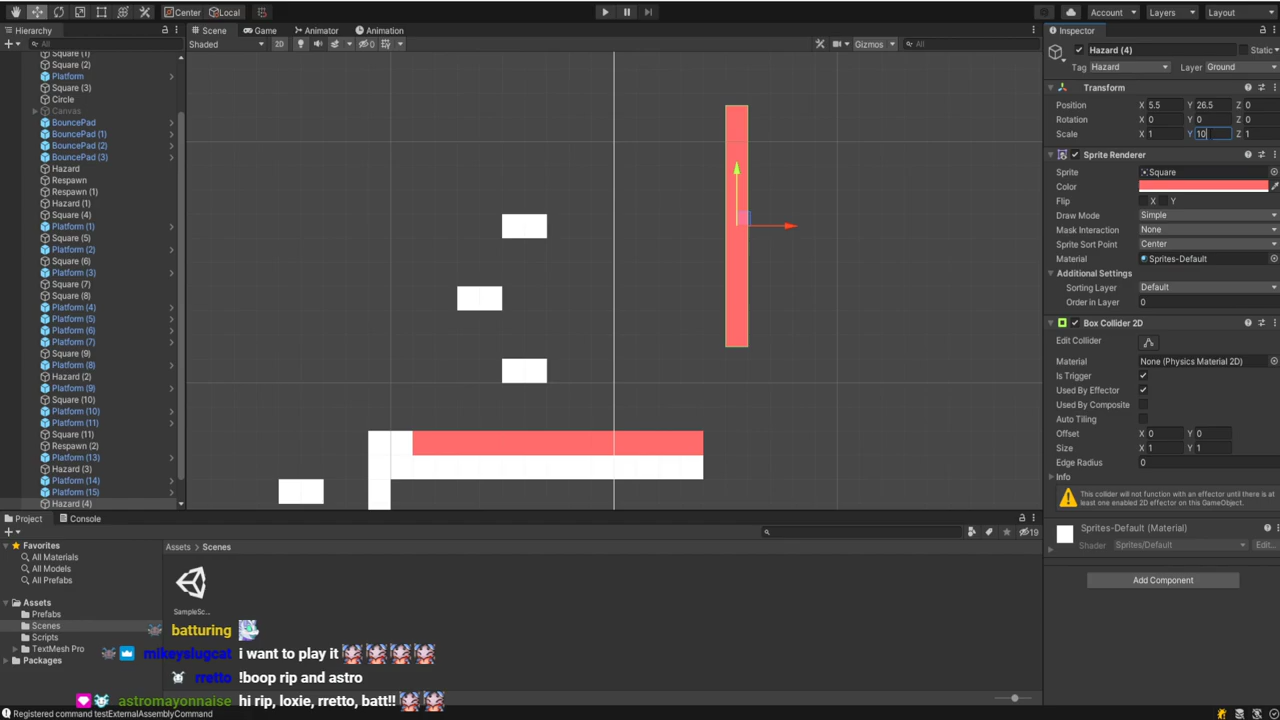 Center
Local
Account
Layers
Layout
Hierarchy
All
Square (1)
Square (2)
Platform
Square (3)
Circle
Canvas
BouncePad
BouncePad (1)
BouncePad (2)
BouncePad (3)
Hazard
Respawn
Respawn (1)
Hazard (1)
Square (4)
Platform (1)
Square (5)
Platform (2)
Square (6)
Platform (3)
Square (7)
Square (8)
Platform (4)
Platform (5)
Platform (6)
Platform (7)
Square (9)
Platform (8)
Hazard (2)
Platform (9)
Square (10)
Platform (10)
Platform (11)
Square (11)
Respawn (2)
Platform (13)
Hazard (3)
Platform (14)
Platform (15)
Hazard (4)
Scene
Game
Animator
Animation
Shaded
2D
0
Gizmos
All
Inspector
Hazard (4)
Static
Tag Hazard
Layer Ground
Transform
Position X 5.5 Y 26.5 Z 0
Rotation X 0 Y 0 Z 0
Scale X 1 Y 10 Z 1
Sprite Renderer
Sprite Square
Color
Flip X Y
Draw Mode Simple
Mask Interaction None
Sprite Sort Point Center
Material Sprites-Default
Additional Settings
Sorting Layer Default
Order in Layer 0
Box Collider 2D
Edit Collider
Material None (Physics Material 2D)
Is Trigger
Used By Effector
Used By Composite
Auto Tiling
Offset X 0 Y 0
Size X 1 Y 1
Edge Radius 0
Info
This collider will not function with an effector until there is
at least one enabled 2D effector on this GameObject.
Sprites-Default (Material)
Shader Sprites/Default Edit...
Add Component
Project
Console
19
Favorites
All Materials
All Models
All Prefabs
Assets
Prefabs
Scenes
Scripts
TextMesh Pro
Packages
Assets > Scenes
SampleSc...
batturing
mikeyslugcat i want to play it
rretto !boop rip and astro
astromayonnaise hi rip, loxie, rretto, batt!!
Registered command testExternalAssemblyCommand